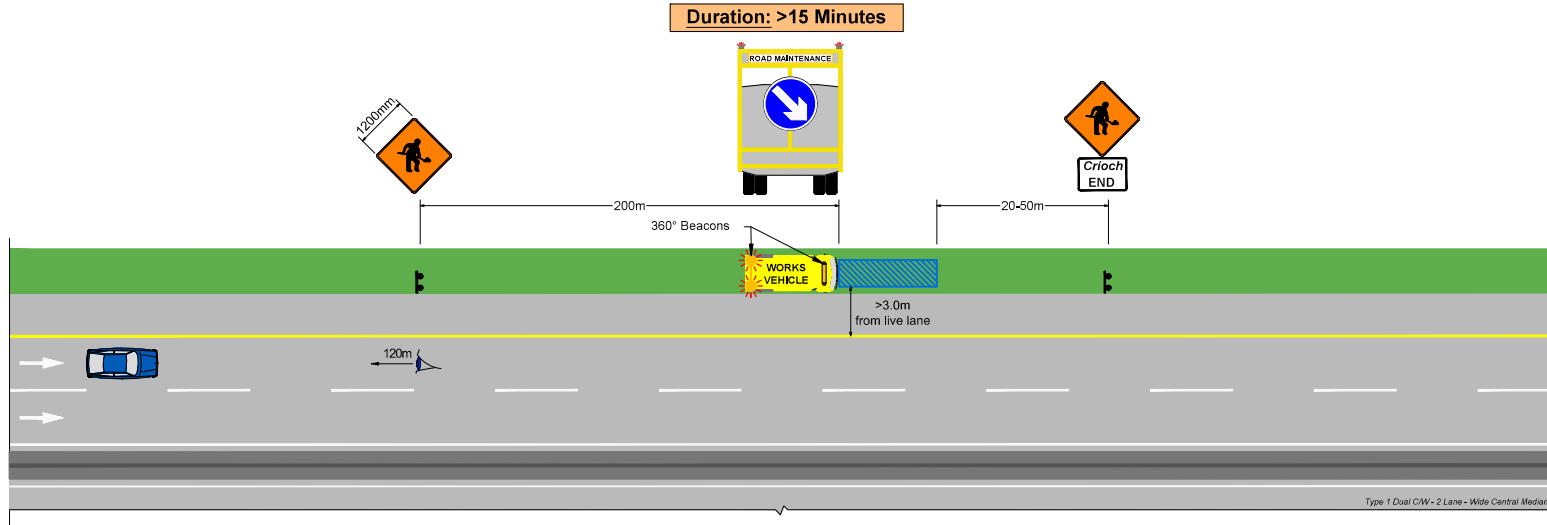 Duration: >15 Minutes
ROAD MAINTENANCE
1200mm
Críoch
END
200m
20-50m
360° Beacons
WORKS
VEHICLE
>3.0m
from live lane
120m
Type 1 Dual C/W - 2 Lane - Wide Central Median